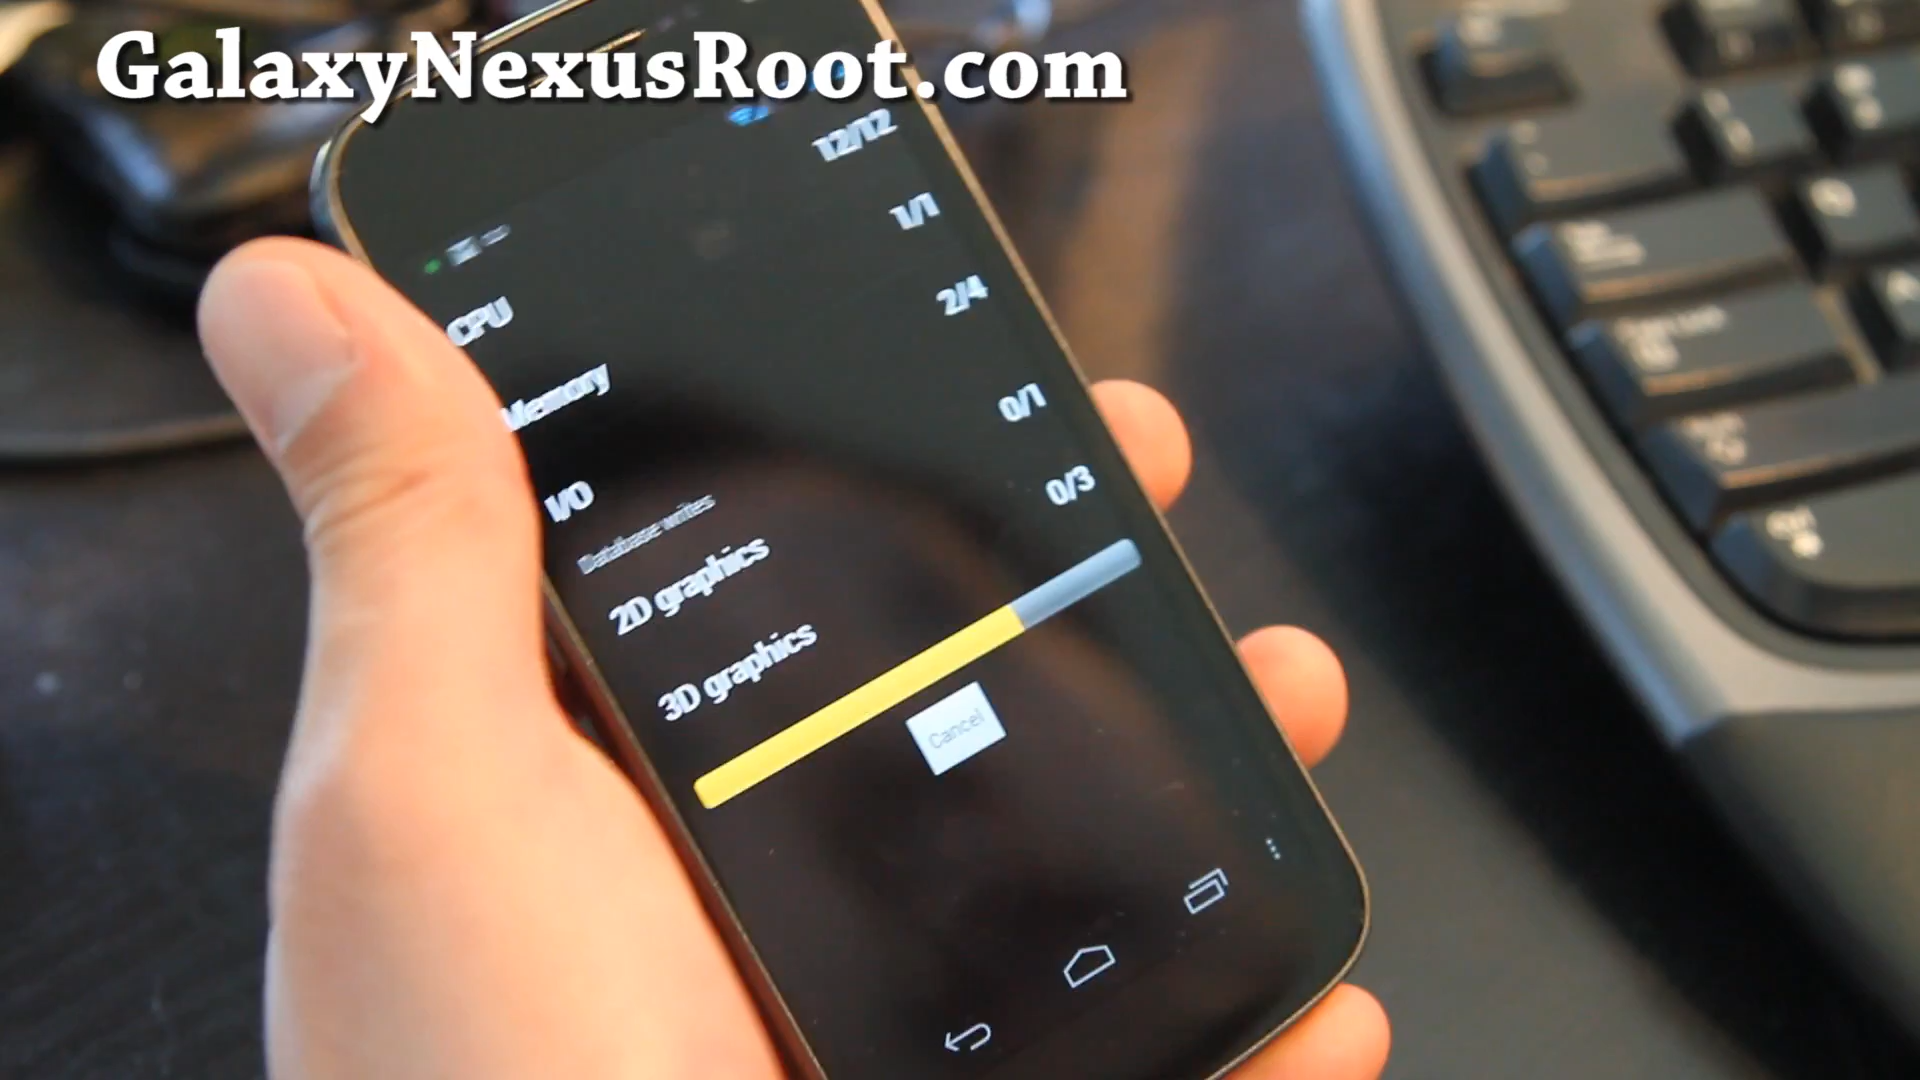 GalaxyNexusRoot.com
CPU 12/12
Memory 1/1
I/O 2/4
Database writes
2D graphics 0/1
3D graphics 0/3
Cancel